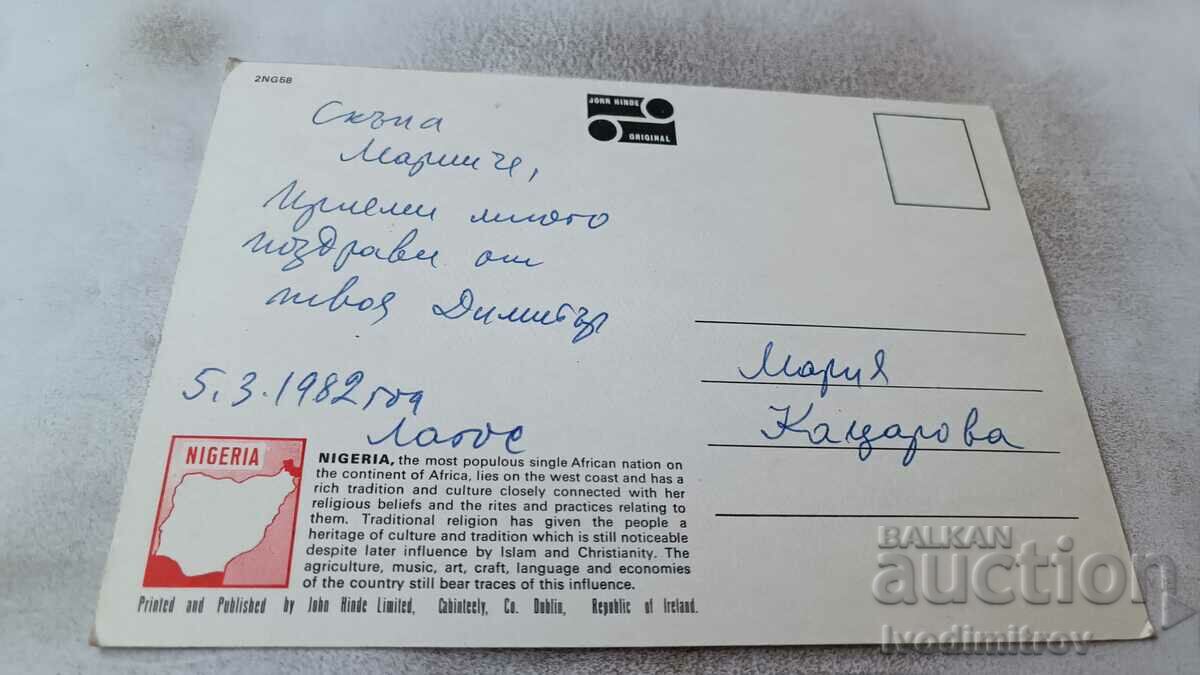 2NG58
JOHN HINDE
ORIGINAL
Скъпа
Мариче,
Приеми много
поздрави от
твоя Димитър
5.3.1982 год
Лагос
Мария
Кацарова
NIGERIA
NIGERIA, the most populous single African nation on
the continent of Africa, lies on the west coast and has a
rich tradition and culture closely connected with her
religious beliefs and the rites and practices relating to
them. Traditional religion has given the people a
heritage of culture and tradition which is still noticeable
despite later influence by Islam and Christianity. The
agriculture, music, art, craft, language and economies
of the country still bear traces of this influence.
Printed and Published by John Hinde Limited, Cabinteely, Co. Dublin, Republic of Ireland.
BALKAN
auction
Ivodimitrov